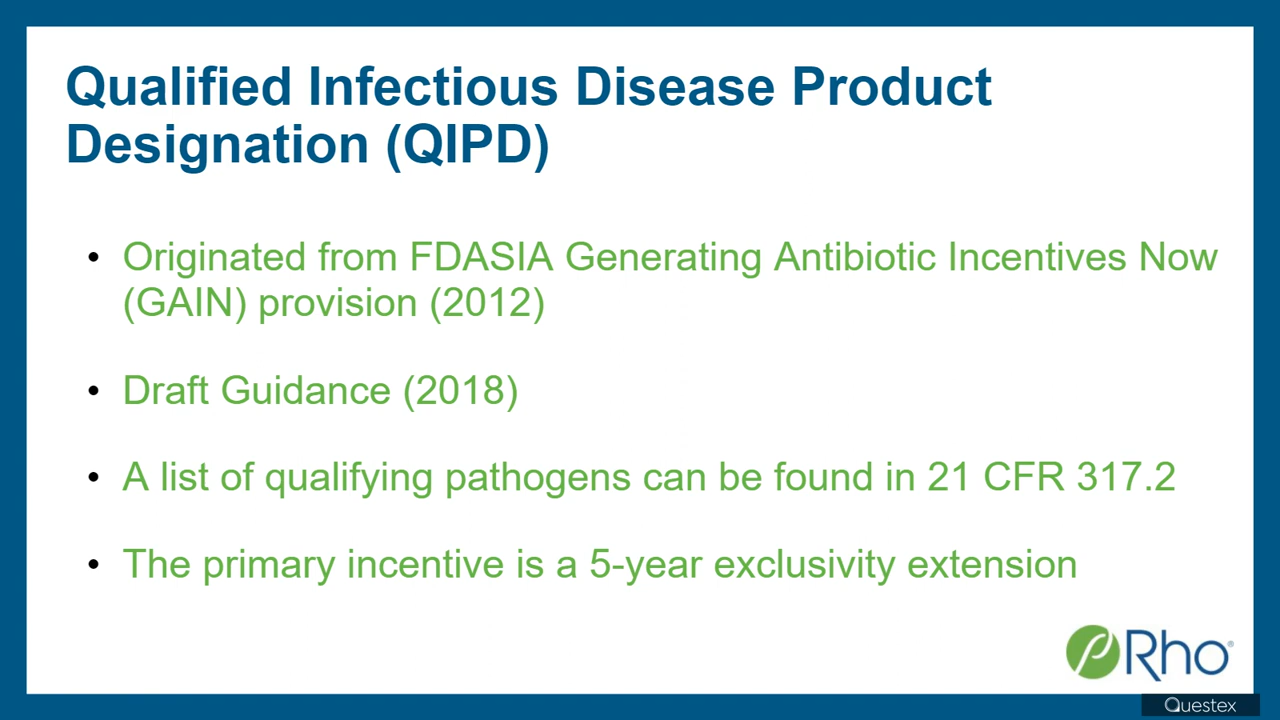 Qualified Infectious Disease Product
Designation (QIPD)
• Originated from FDASIA Generating Antibiotic Incentives Now
(GAIN) provision (2012)
• Draft Guidance (2018)
• A list of qualifying pathogens can be found in 21 CFR 317.2
• The primary incentive is a 5-year exclusivity extension
Rho®
Questex